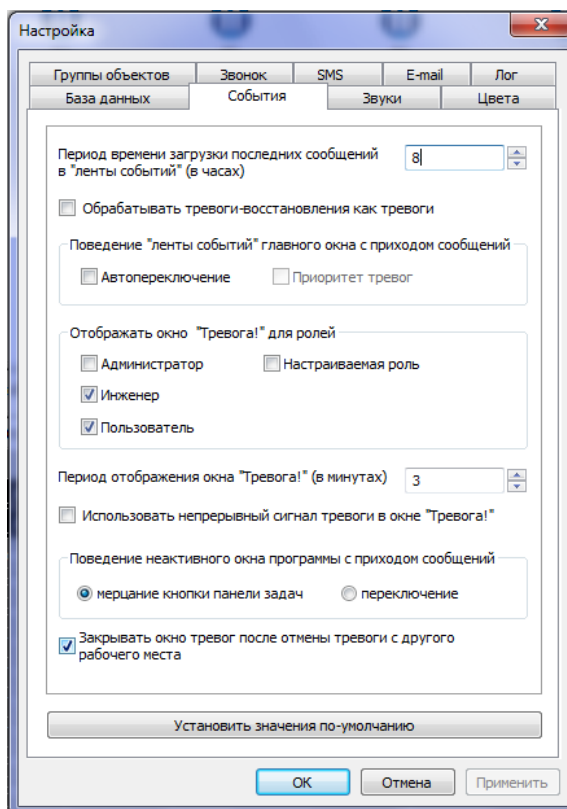 Настройка
Группы объектов Звонок SMS E-mail Лог
База данных События Звуки Цвета
Период времени загрузки последних сообщений
в "ленты событий" (в часах)
8
Обрабатывать тревоги-восстановления как тревоги
Поведение "ленты событий" главного окна с приходом сообщений
Автопереключение Приоритет тревог
Отображать окно "Тревога!" для ролей
Администратор Настраиваемая роль
Инженер
Пользователь
Период отображения окна "Тревога!" (в минутах) 3
Использовать непрерывный сигнал тревоги в окне "Тревога!"
Поведение неактивного окна программы с приходом сообщений
мерцание кнопки панели задач переключение
Закрывать окно тревог после отмены тревоги с другого
рабочего места
Установить значения по-умолчанию
OK Отмена Применить